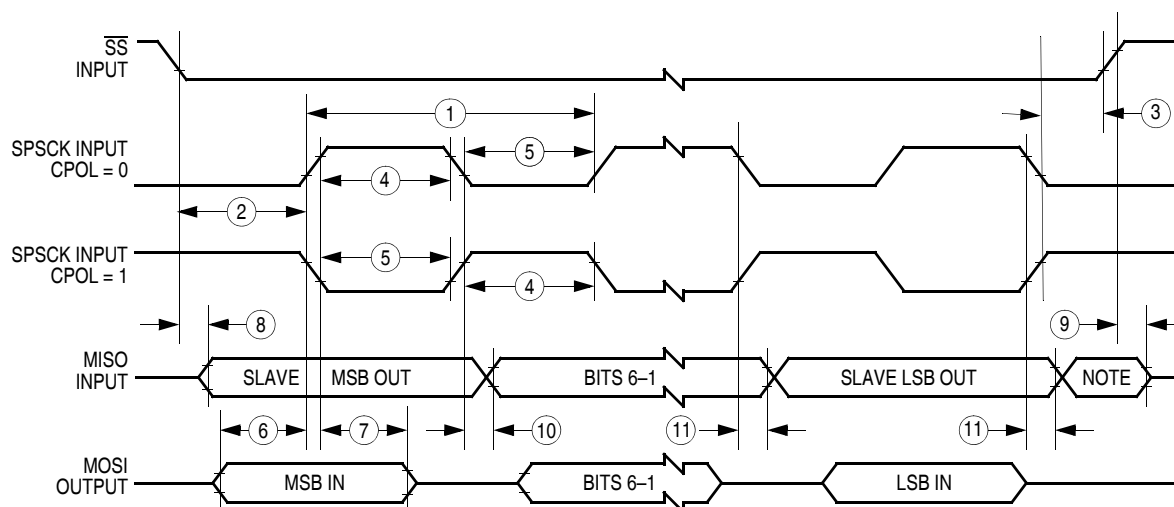 SS
INPUT
1
3
SPSCK INPUT
CPOL = 0
5
4
2
SPSCK INPUT
CPOL = 1
5
4
8
9
MISO
INPUT
SLAVE MSB OUT
BITS 6–1
SLAVE LSB OUT
NOTE
6
7
10
11
11
MOSI
OUTPUT
MSB IN
BITS 6–1
LSB IN